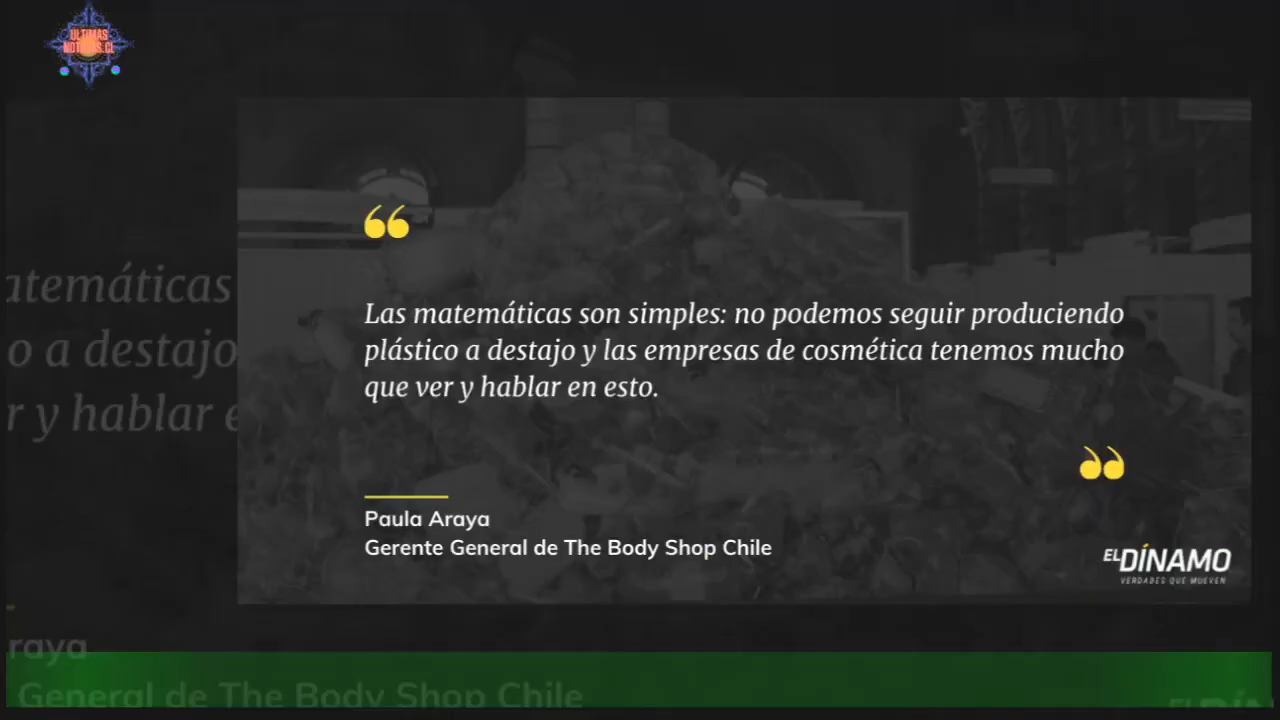 ULTIMAS
NOTICIAS.CL
“
Las matemáticas son simples: no podemos seguir produciendo
plástico a destajo y las empresas de cosmética tenemos mucho
que ver y hablar en esto.
”
Paula Araya
Gerente General de The Body Shop Chile
EL DÍNAMO
VERDADES QUE MUEVEN
atemáticas
o a destajo
r y hablar e
raya
General de The Body Shop Chile